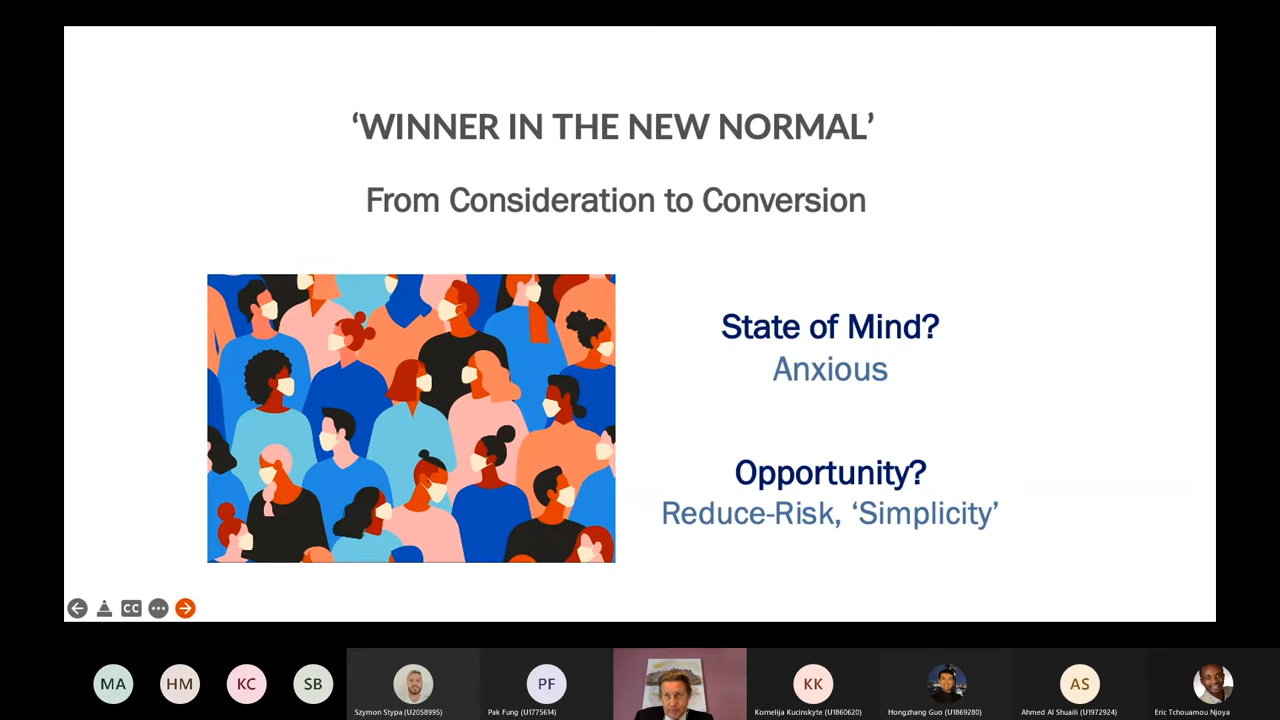 ‘WINNER IN THE NEW NORMAL’
From Consideration to Conversion
State of Mind?
Anxious
Opportunity?
Reduce-Risk, ‘Simplicity’
CC
MA
HM
KC
SB
PF
KK
AS
Szymon Stypa (U2058995)
Pak Fung (U1775614)
Kornelija Kucinskyte (U1860620)
Hongzhang Guo (U1869280)
Ahmed Al Shuaili (U1972924)
Eric Tchouamou Njoya